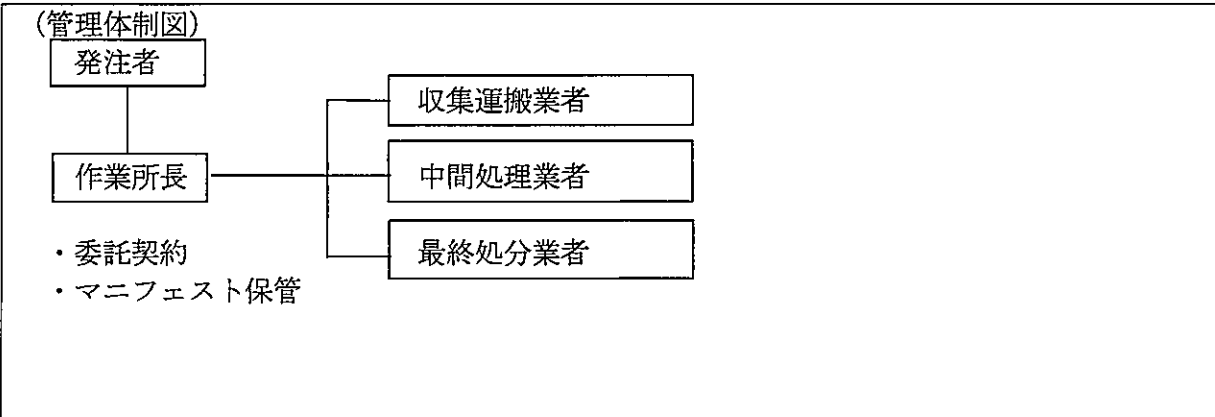 （管理体制図）
発注者
収集運搬業者
作業所長
中間処理業者
最終処分業者
・委託契約
・マニフェスト保管